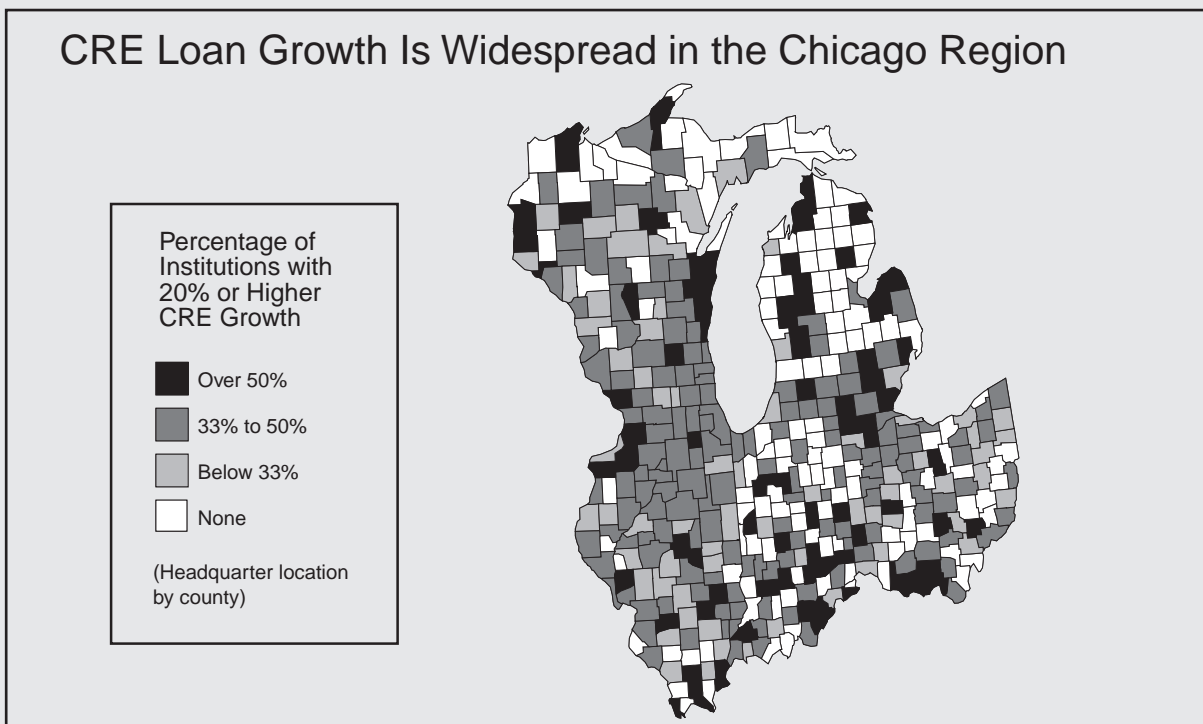 CRE Loan Growth Is Widespread in the Chicago Region
Percentage of
Institutions with
20% or Higher
CRE Growth
Over 50%
33% to 50%
Below 33%
None
(Headquarter location
by county)